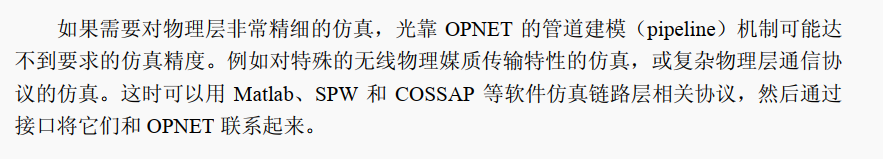 如果需要对物理层非常精细的仿真，光靠 OPNET 的管道建模（pipeline）机制可能达
不到要求的仿真精度。例如对特殊的无线物理媒质传输特性的仿真，或复杂物理层通信协
议的仿真。这时可以用 Matlab、SPW 和 COSSAP 等软件仿真链路层相关协议，然后通过
接口将它们和 OPNET 联系起来。